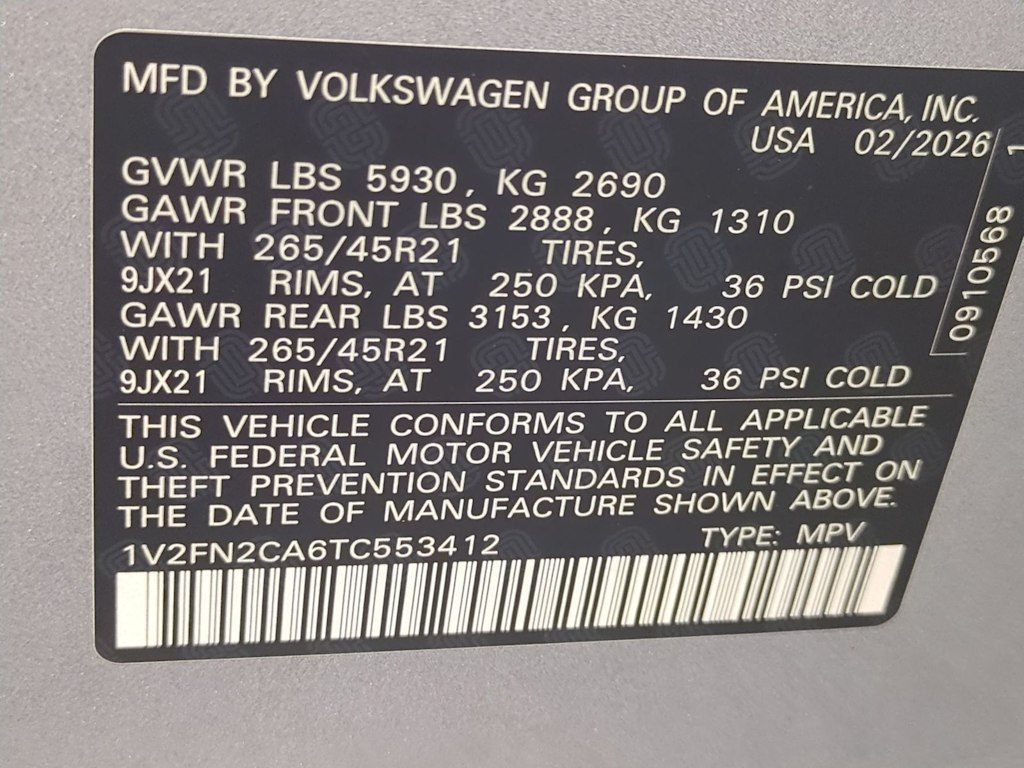 MFD BY VOLKSWAGEN GROUP OF AMERICA, INC.
USA 02/2026
GVWR LBS 5930, KG 2690
GAWR FRONT LBS 2888, KG 1310
WITH 265/45R21 TIRES,
9JX21 RIMS, AT 250 KPA, 36 PSI COLD
GAWR REAR LBS 3153, KG 1430
WITH 265/45R21 TIRES,
9JX21 RIMS, AT 250 KPA, 36 PSI COLD
0910568 1
THIS VEHICLE CONFORMS TO ALL APPLICABLE
U.S. FEDERAL MOTOR VEHICLE SAFETY AND
THEFT PREVENTION STANDARDS IN EFFECT ON
THE DATE OF MANUFACTURE SHOWN ABOVE.
1V2FN2CA6TC553412 TYPE: MPV